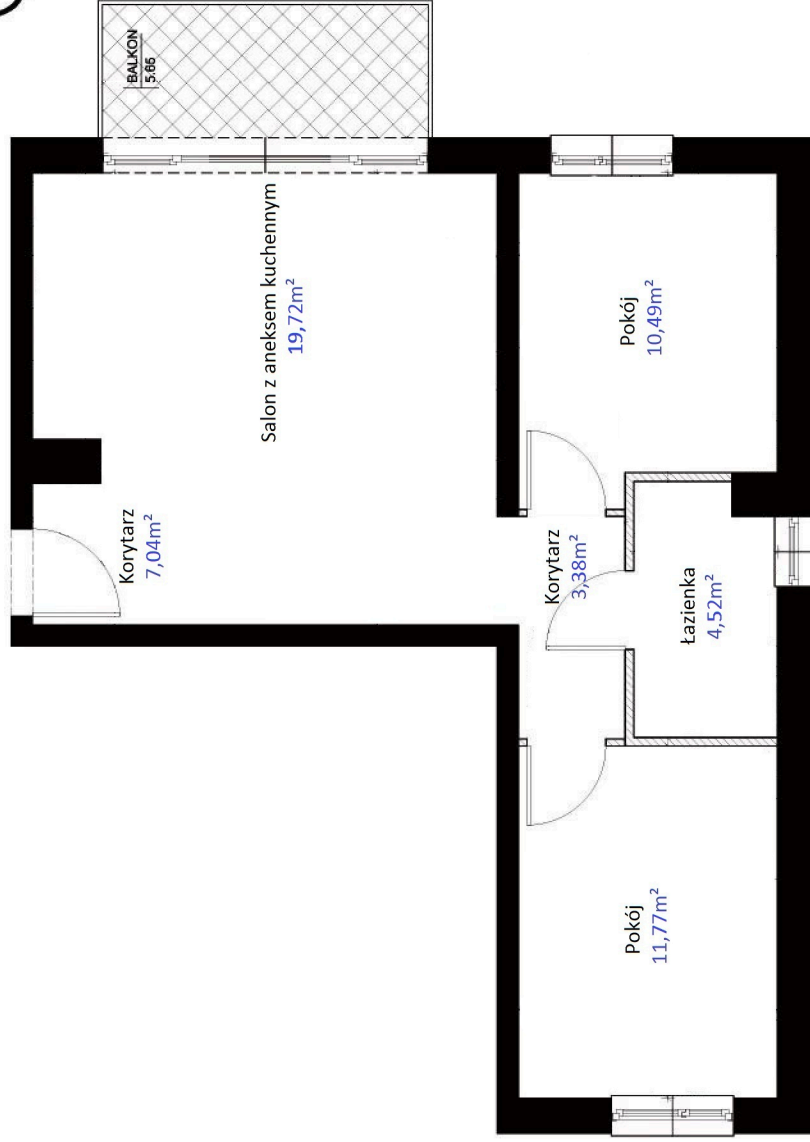 BALKON
5.65
Salon z aneksem kuchennym
19,72m²
Pokój
10,49m²
Korytarz
7,04m²
Korytarz
3,38m²
Łazienka
4,52m²
Pokój
11,77m²